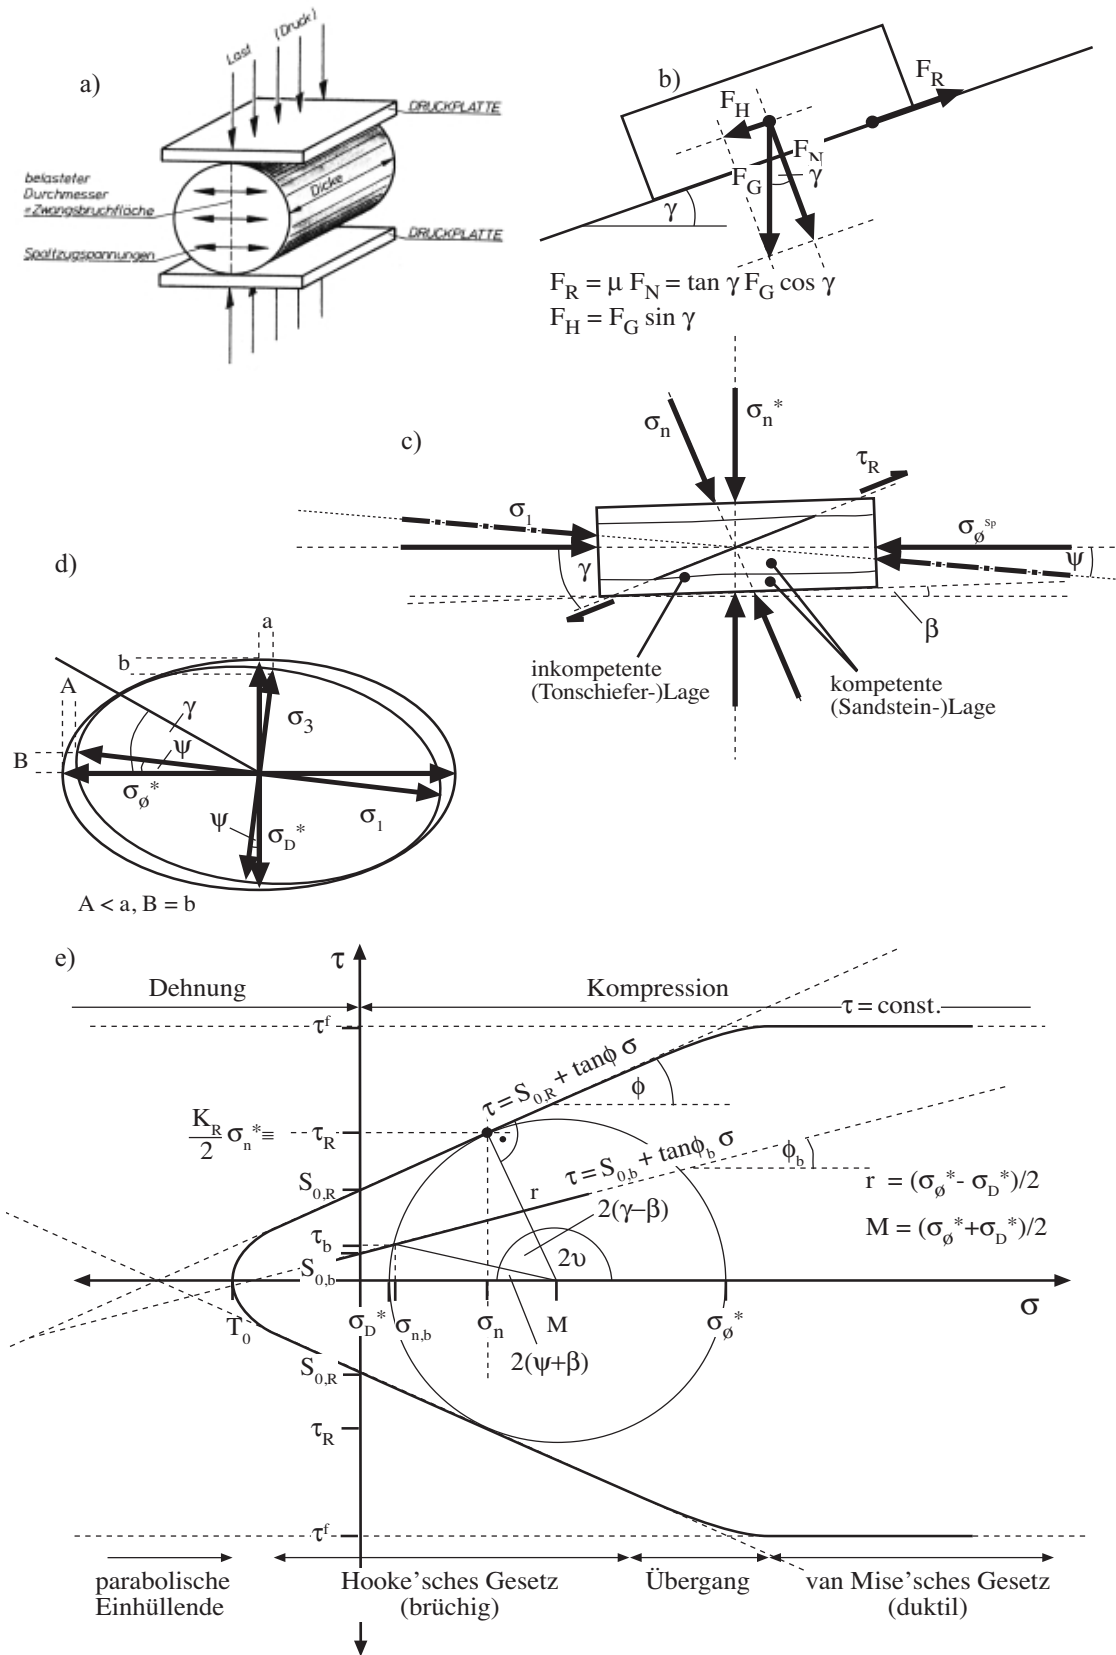 a)
Last
(Druck)
DRUCKPLATTE
belasteter
Durchmesser
=Zwangsbruchfläche
Dicke
Spaltzugspannungen
DRUCKPLATTE
b)
F_R
F_H
F_N
F_G
γ
γ
F_R = μ F_N = tan γ F_G cos γ
F_H = F_G sin γ
c)
σ_n
σ_n*
τ_R
σ_1
σ_ø^Sp
γ
ψ
β
inkompetente
(Tonschiefer-)Lage
kompetente
(Sandstein-)Lage
d)
a
b
A
γ
σ_3
B
ψ
σ_ø*
ψ
σ_D*
σ_1
A < a, B = b
e)
τ
Dehnung
Kompression
τ = const.
τ^f
τ = S_0,R + tanϕ σ
ϕ
K_R/2 σ_n* ≡
τ_R
τ = S_0,b + tanϕ_b σ
ϕ_b
S_0,R
r
r = (σ_ø* - σ_D*)/2
2(γ−β)
M = (σ_ø*+σ_D*)/2
τ_b
2υ
S_0,b
T_0
σ_D*
σ_n,b
σ_n
M
σ_ø*
σ
2(ψ+β)
S_0,R
τ_R
τ^f
parabolische
Einhüllende
Hooke'sches Gesetz
(brüchig)
Übergang
van Mise'sches Gesetz
(duktil)